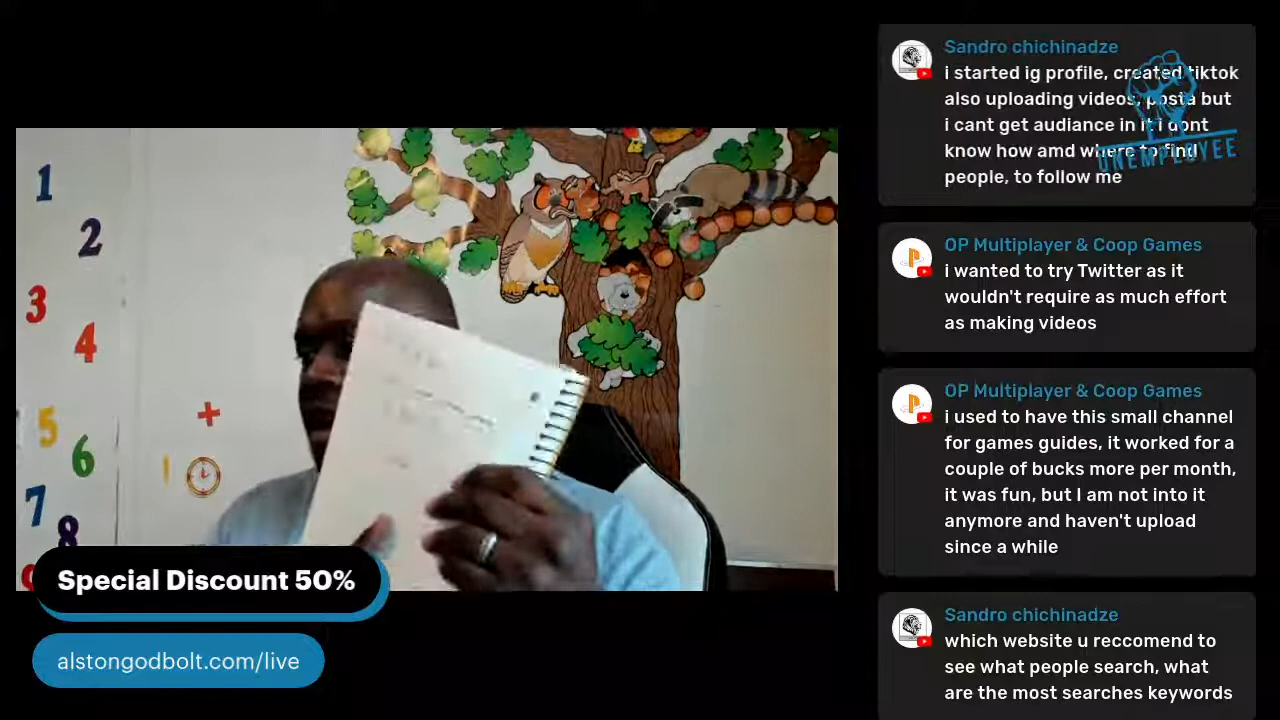 1
2
3
4
5
6
7
8
+
Special Discount 50%
alstongodbolt.com/live
Sandro chichinadze
i started ig profile, created tiktok
also uploading videos, posta but
i cant get audiance in it i dont
know how amd where to find
people, to follow me
UNEMPLOYEE
OP Multiplayer & Coop Games
i wanted to try Twitter as it
wouldn't require as much effort
as making videos
OP Multiplayer & Coop Games
i used to have this small channel
for games guides, it worked for a
couple of bucks more per month,
it was fun, but I am not into it
anymore and haven't upload
since a while
Sandro chichinadze
which website u reccomend to
see what people search, what
are the most searches keywords